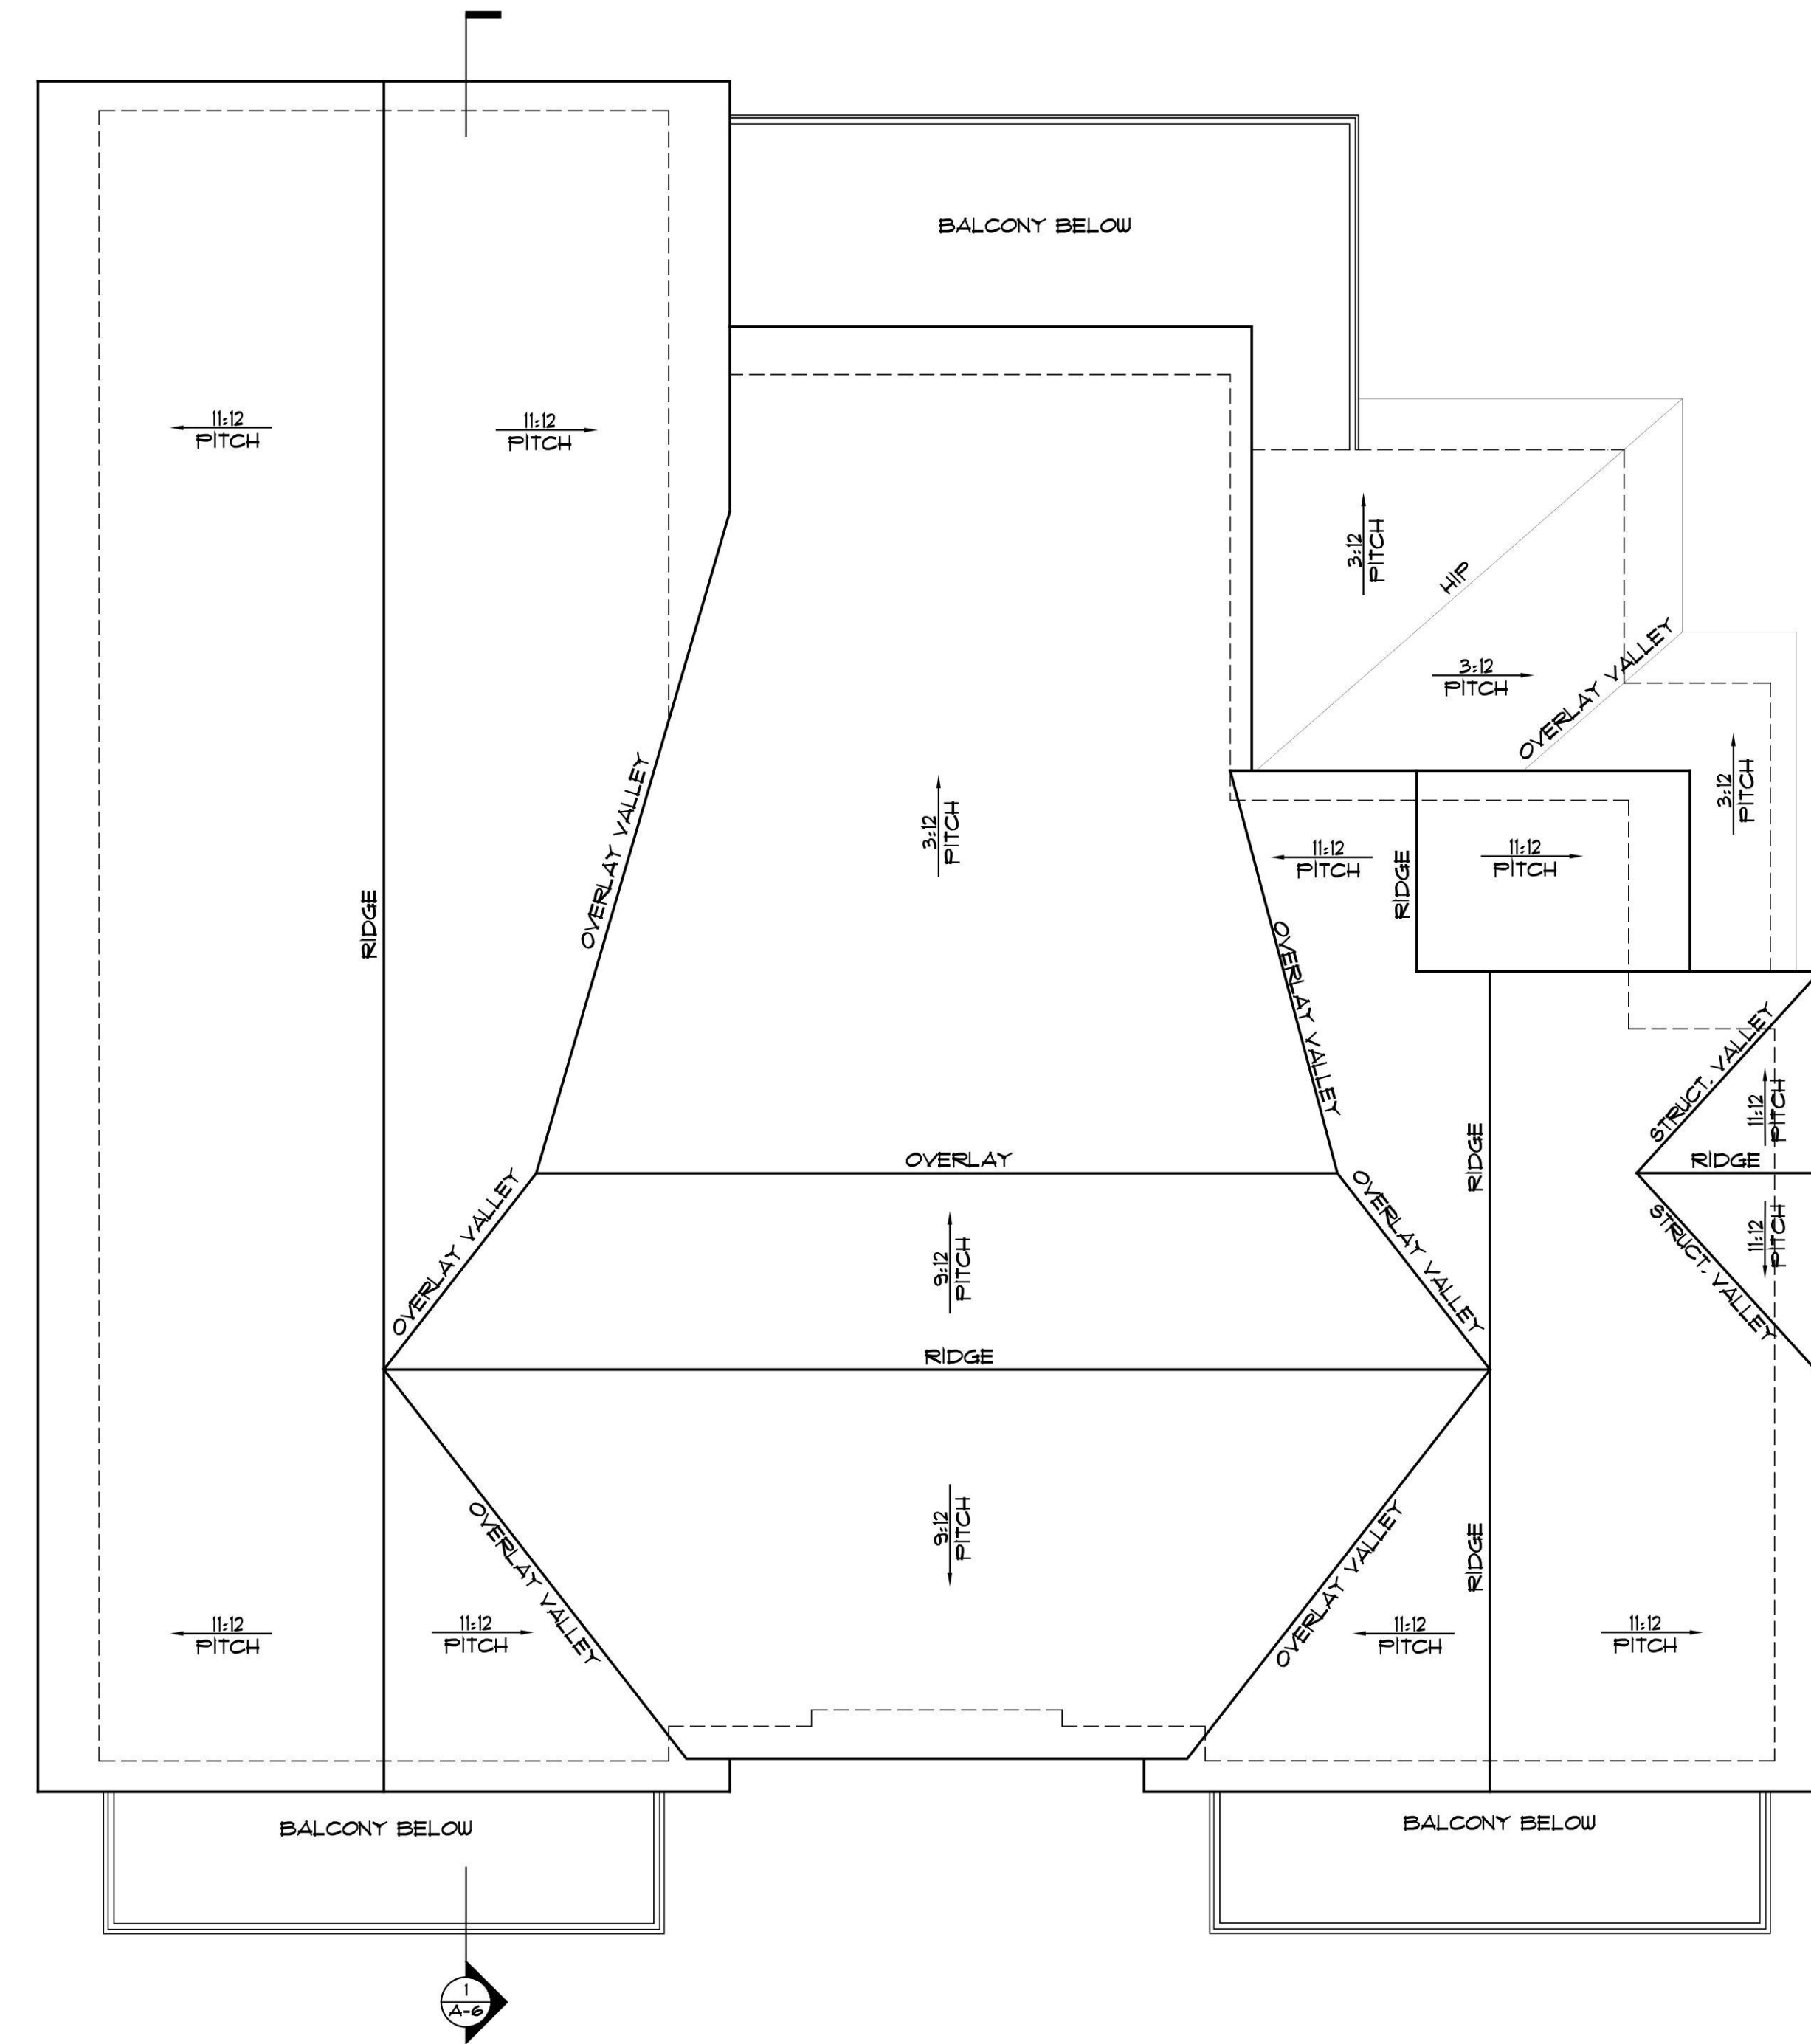 BALCONY BELOW
11:12
PITCH
11:12
PITCH
3:12
PITCH
HIP
3:12
PITCH
OVERLAY VALLEY
3:12
PITCH
OVERLAY VALLEY
3:12
PITCH
11:12
PITCH
RIDGE
11:12
PITCH
RIDGE
OVERLAY VALLEY
STRUCT. VALLEY
11:12
PITCH
RIDGE
RIDGE
OVERLAY
OVERLAY VALLEY
OVERLAY VALLEY
9:12
PITCH
STRUCT. VALLEY
11:12
PITCH
RIDGE
9:12
PITCH
OVERLAY VALLEY
OVERLAY VALLEY
RIDGE
11:12
PITCH
11:12
PITCH
11:12
PITCH
11:12
PITCH
BALCONY BELOW
BALCONY BELOW
1
A-6